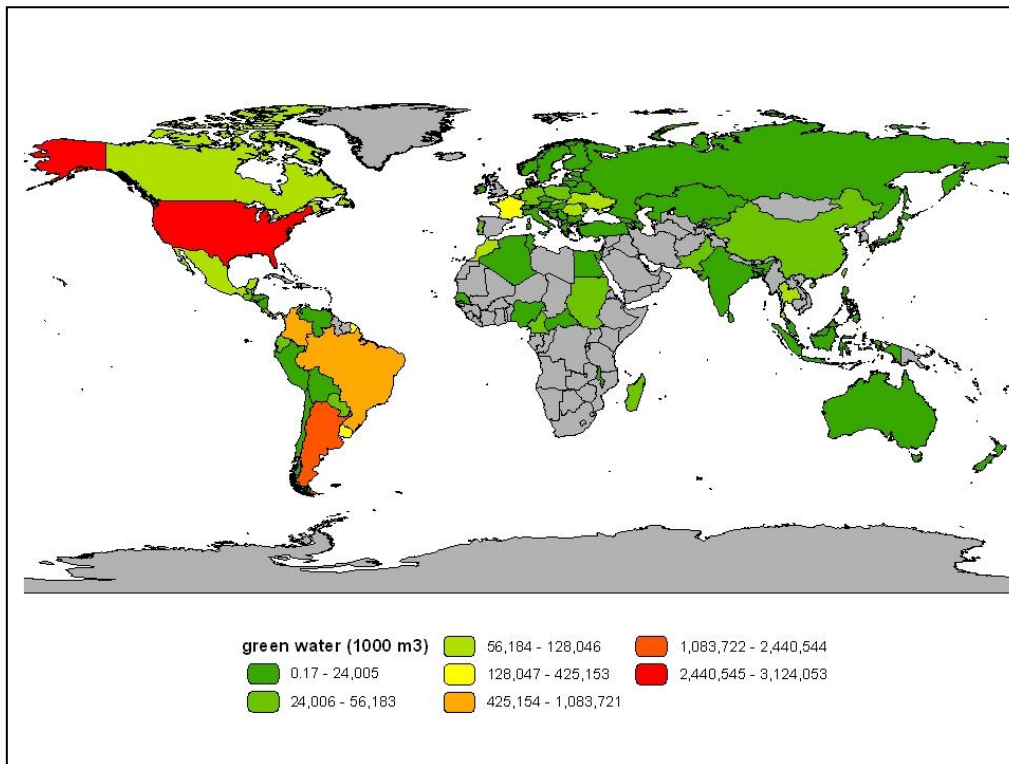 green water (1000 m3)
0.17 - 24,005
24,006 - 56,183
56,184 - 128,046
128,047 - 425,153
425,154 - 1,083,721
1,083,722 - 2,440,544
2,440,545 - 3,124,053